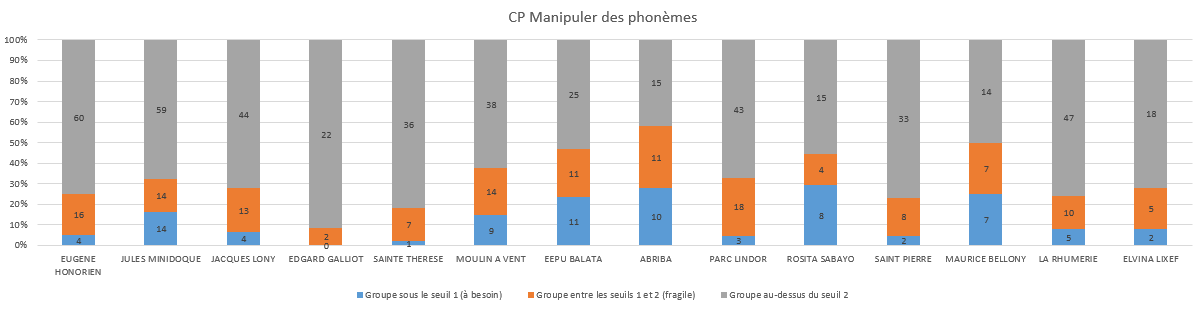 CP Manipuler des phonèmes
100%
90%
80%
70%
60%
50%
40%
30%
20%
10%
0%
60 59 44 22 36 38 25 15 43 15 33 14 47 18
16 14 13 2 7 14 11 11 18 4 8 7 10 5
4 14 4 0 1 9 11 10 3 8 2 7 5 2
EUGENE HONORIEN
JULES MINIDOQUE
JACQUES LONY
EDGARD GALLIOT
SAINTE THERESE
MOULIN A VENT
EEPU BALATA
ABRIBA
PARC LINDOR
ROSITA SABAYO
SAINT PIERRE
MAURICE BELLONY
LA RHUMERIE
ELVINA LIXEF
Groupe sous le seuil 1 (à besoin)
Groupe entre les seuils 1 et 2 (fragile)
Groupe au-dessus du seuil 2